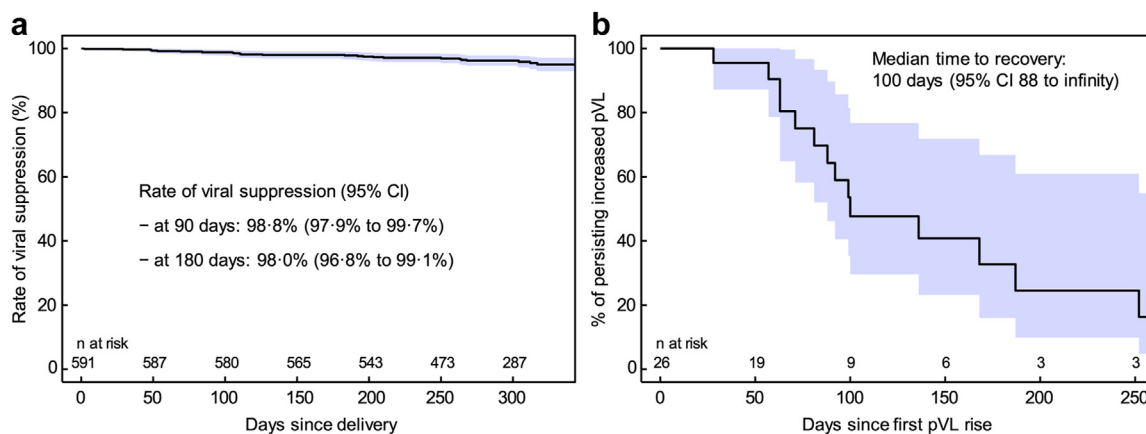 a
Rate of viral suppression (%)
100
80
60
40
20
0
Rate of viral suppression (95% CI)
− at 90 days: 98·8% (97·9% to 99·7%)
− at 180 days: 98·0% (96·8% to 99·1%)
n at risk
591 587 580 565 543 473 287
0 50 100 150 200 250 300
Days since delivery
b
% of persisting increased pVL
100
80
60
40
20
0
Median time to recovery:
100 days (95% CI 88 to infinity)
n at risk
26 19 9 6 3 3
0 50 100 150 200 250
Days since first pVL rise